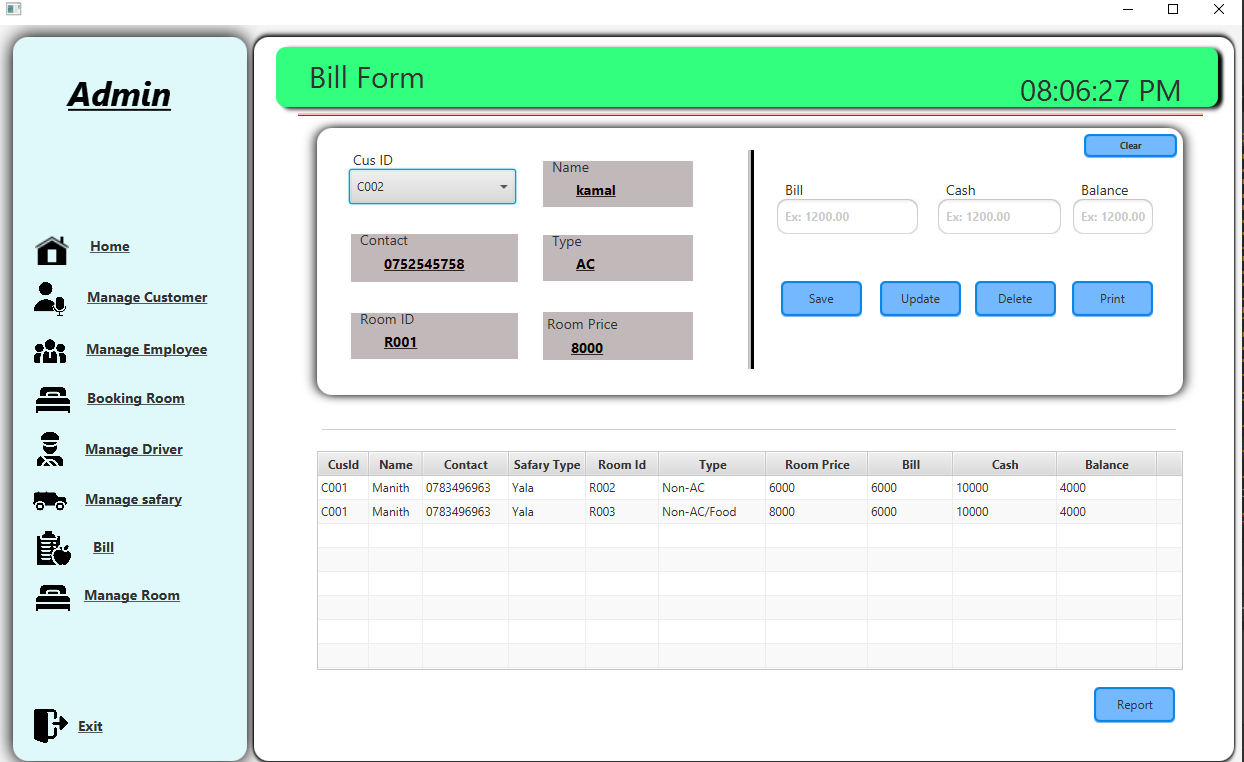 Admin
Home
Manage Customer
Manage Employee
Booking Room
Manage Driver
Manage safary
Bill
Manage Room
Exit
Bill Form
08:06:27 PM
Clear
Cus ID
C002
Name
kamal
Contact
0752545758
Type
AC
Room ID
R001
Room Price
8000
Bill Cash Balance
Ex: 1200.00 Ex: 1200.00 Ex: 1200.00
Save Update Delete Print
CusId Name Contact Safary Type Room Id Type Room Price Bill Cash Balance
C001 Manith 0783496963 Yala R002 Non-AC 6000 6000 10000 4000
C001 Manith 0783496963 Yala R003 Non-AC/Food 8000 6000 10000 4000
Report